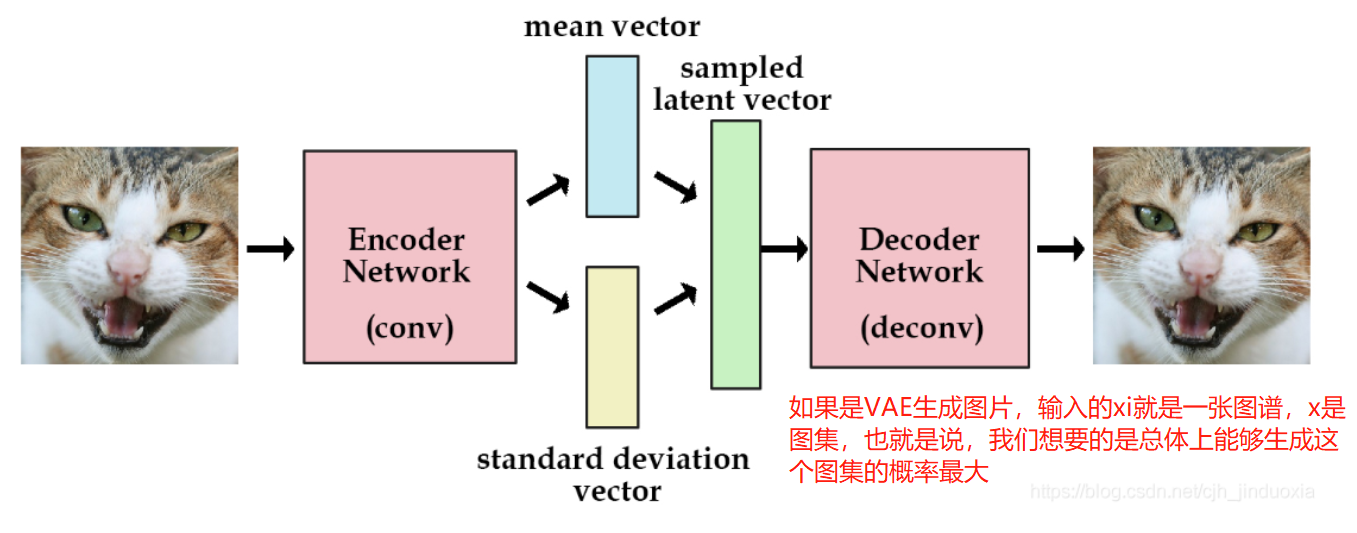 mean vector
sampled
latent vector
Encoder
Network
(conv)
Decoder
Network
(deconv)
standard deviation
vector
如果是VAE生成图片，输入的xi就是一张图谱，x是
图集，也就是说，我们想要的是总体上能够生成这
个图集的概率最大
https://blog.csdn.net/cjh_jinduoxia